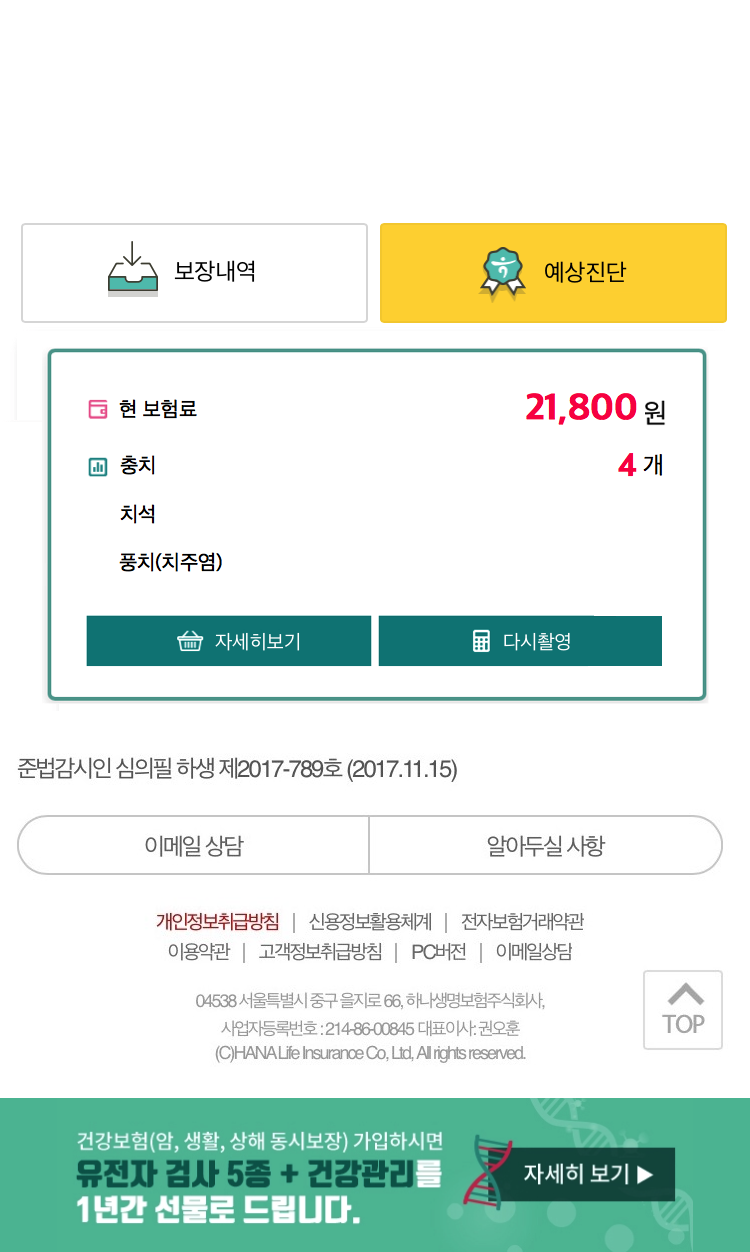 보장내역
예상진단
현 보험료 21,800 원
충치 4 개
치석
풍치(치주염)
자세히보기 다시촬영
준법감시인 심의필 하생 제2017-789호 (2017.11.15)
이메일 상담 알아두실 사항
개인정보취급방침 | 신용정보활용체계 | 전자보험거래약관
이용약관 | 고객정보취급방침 | PC버전 | 이메일상담
04538 서울특별시 중구 을지로 66, 하나생명보험주식회사,
사업자등록번호 : 214-86-00845 대표이사: 권오훈
(C)HANA Life Insurance Co, Ltd, All rights reserved.
TOP
건강보험(암, 생활, 상해 동시보장) 가입하시면
유전자 검사 5종 + 건강관리를
1년간 선물로 드립니다.
자세히 보기 ▶